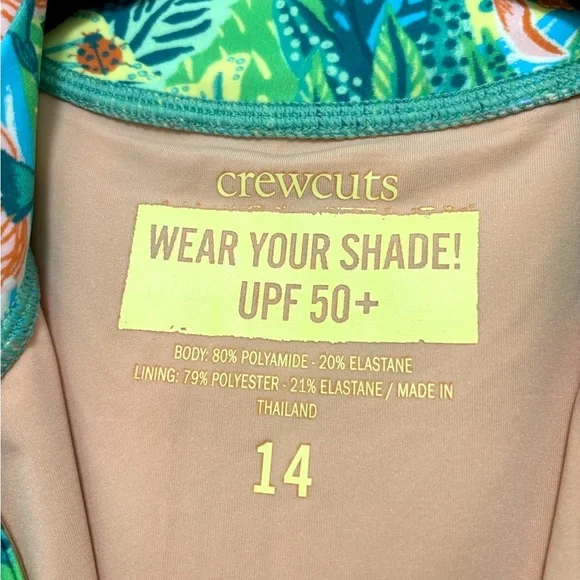 crewcuts
WEAR YOUR SHADE!
UPF 50+
BODY: 80% POLYAMIDE - 20% ELASTANE
LINING: 79% POLYESTER - 21% ELASTANE / MADE IN
THAILAND
14